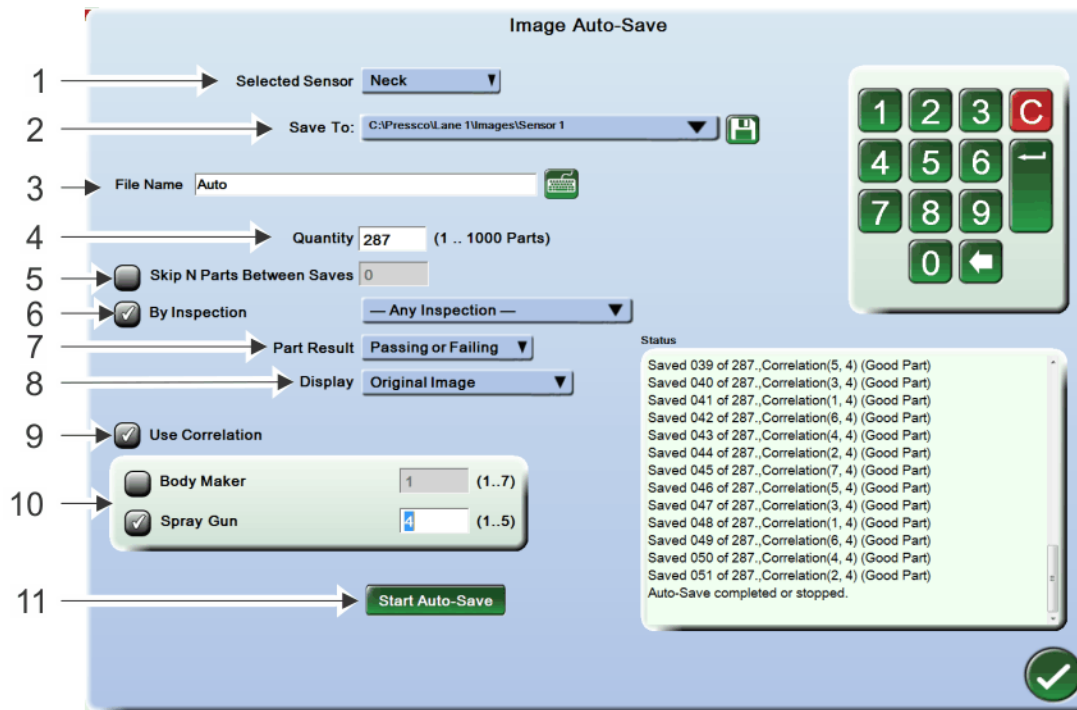 Image Auto-Save
1
Selected Sensor Neck
2
Save To: C:\Pressco\Lane 1\Images\Sensor 1
3
File Name Auto
4
Quantity 287 (1 .. 1000 Parts)
5
Skip N Parts Between Saves 0
6
By Inspection — Any Inspection —
7
Part Result Passing or Failing
8
Display Original Image
9
Use Correlation
10
Body Maker 1 (1..7)
Spray Gun 4 (1..5)
11
Start Auto-Save
1 2 3 C
4 5 6
7 8 9
0
Status
Saved 039 of 287.,Correlation(5, 4) (Good Part)
Saved 040 of 287.,Correlation(3, 4) (Good Part)
Saved 041 of 287.,Correlation(1, 4) (Good Part)
Saved 042 of 287.,Correlation(6, 4) (Good Part)
Saved 043 of 287.,Correlation(4, 4) (Good Part)
Saved 044 of 287.,Correlation(2, 4) (Good Part)
Saved 045 of 287.,Correlation(7, 4) (Good Part)
Saved 046 of 287.,Correlation(5, 4) (Good Part)
Saved 047 of 287.,Correlation(3, 4) (Good Part)
Saved 048 of 287.,Correlation(1, 4) (Good Part)
Saved 049 of 287.,Correlation(6, 4) (Good Part)
Saved 050 of 287.,Correlation(4, 4) (Good Part)
Saved 051 of 287.,Correlation(2, 4) (Good Part)
Auto-Save completed or stopped.